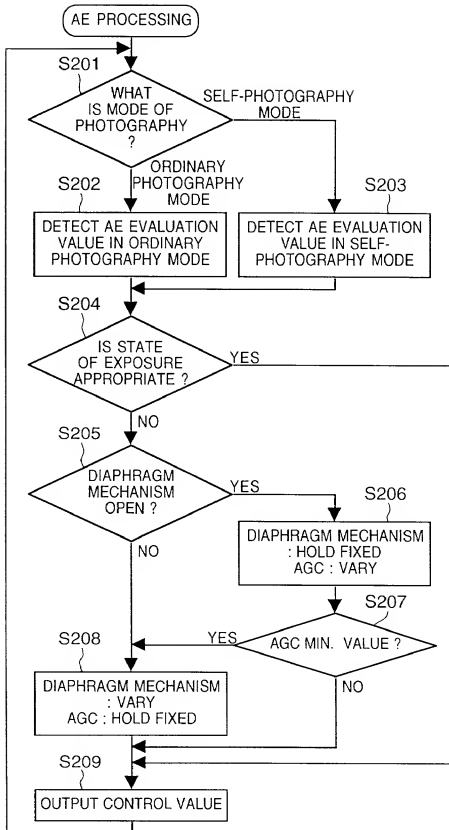 AE PROCESSING
S201
WHAT
IS MODE OF
PHOTOGRAPHY
?
SELF-PHOTOGRAPHY
MODE
ORDINARY
PHOTOGRAPHY
MODE
S202
DETECT AE EVALUATION
VALUE IN ORDINARY
PHOTOGRAPHY MODE
S203
DETECT AE EVALUATION
VALUE IN SELF-
PHOTOGRAPHY MODE
S204
IS STATE
OF EXPOSURE
APPROPRIATE ?
YES
NO
S205
DIAPHRAGM
MECHANISM
OPEN ?
YES
NO
S206
DIAPHRAGM MECHANISM
: HOLD FIXED
AGC : VARY
S207
AGC MIN. VALUE ?
YES
NO
S208
DIAPHRAGM MECHANISM
: VARY
AGC : HOLD FIXED
S209
OUTPUT CONTROL VALUE